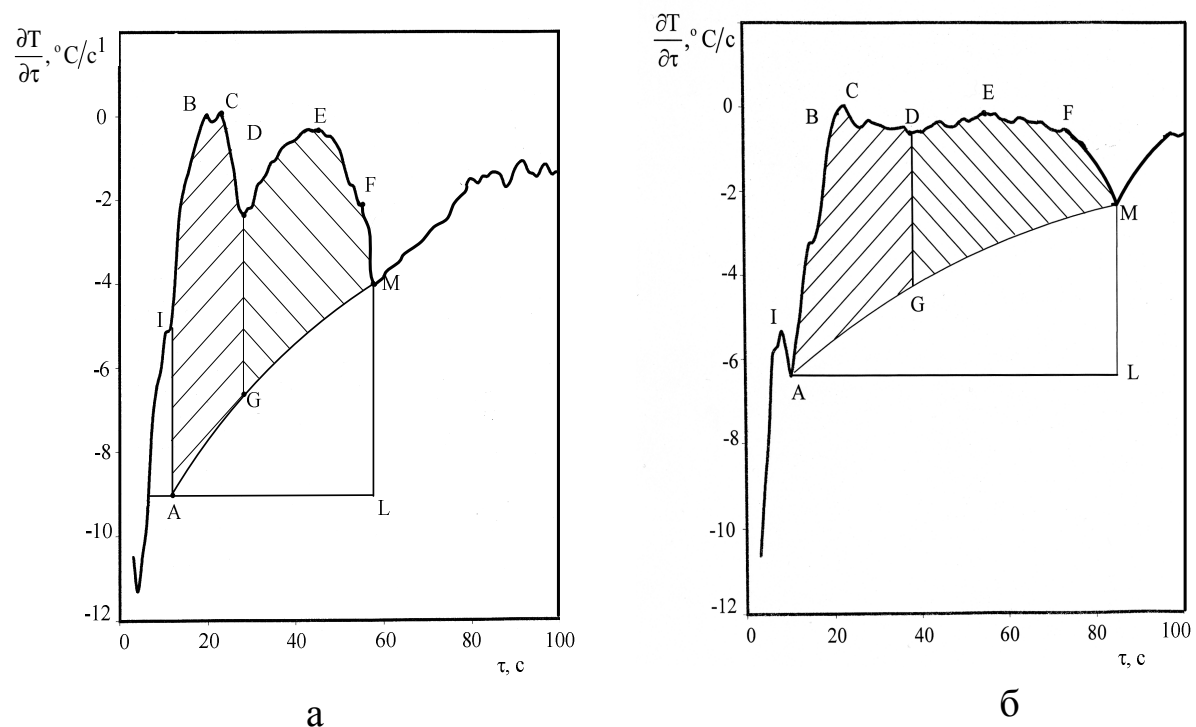 ∂T/∂τ, °C/c¹
0
-2
-4
-6
-8
-10
-12
0 20 40 60 80 100
τ, c
B C
D
E
F
I
M
G
A
L
а
∂T/∂τ, °C/c
0
-2
-4
-6
-8
-10
-12
0 20 40 60 80 100
τ, c
C
B
D
E
F
I
M
G
A
L
б